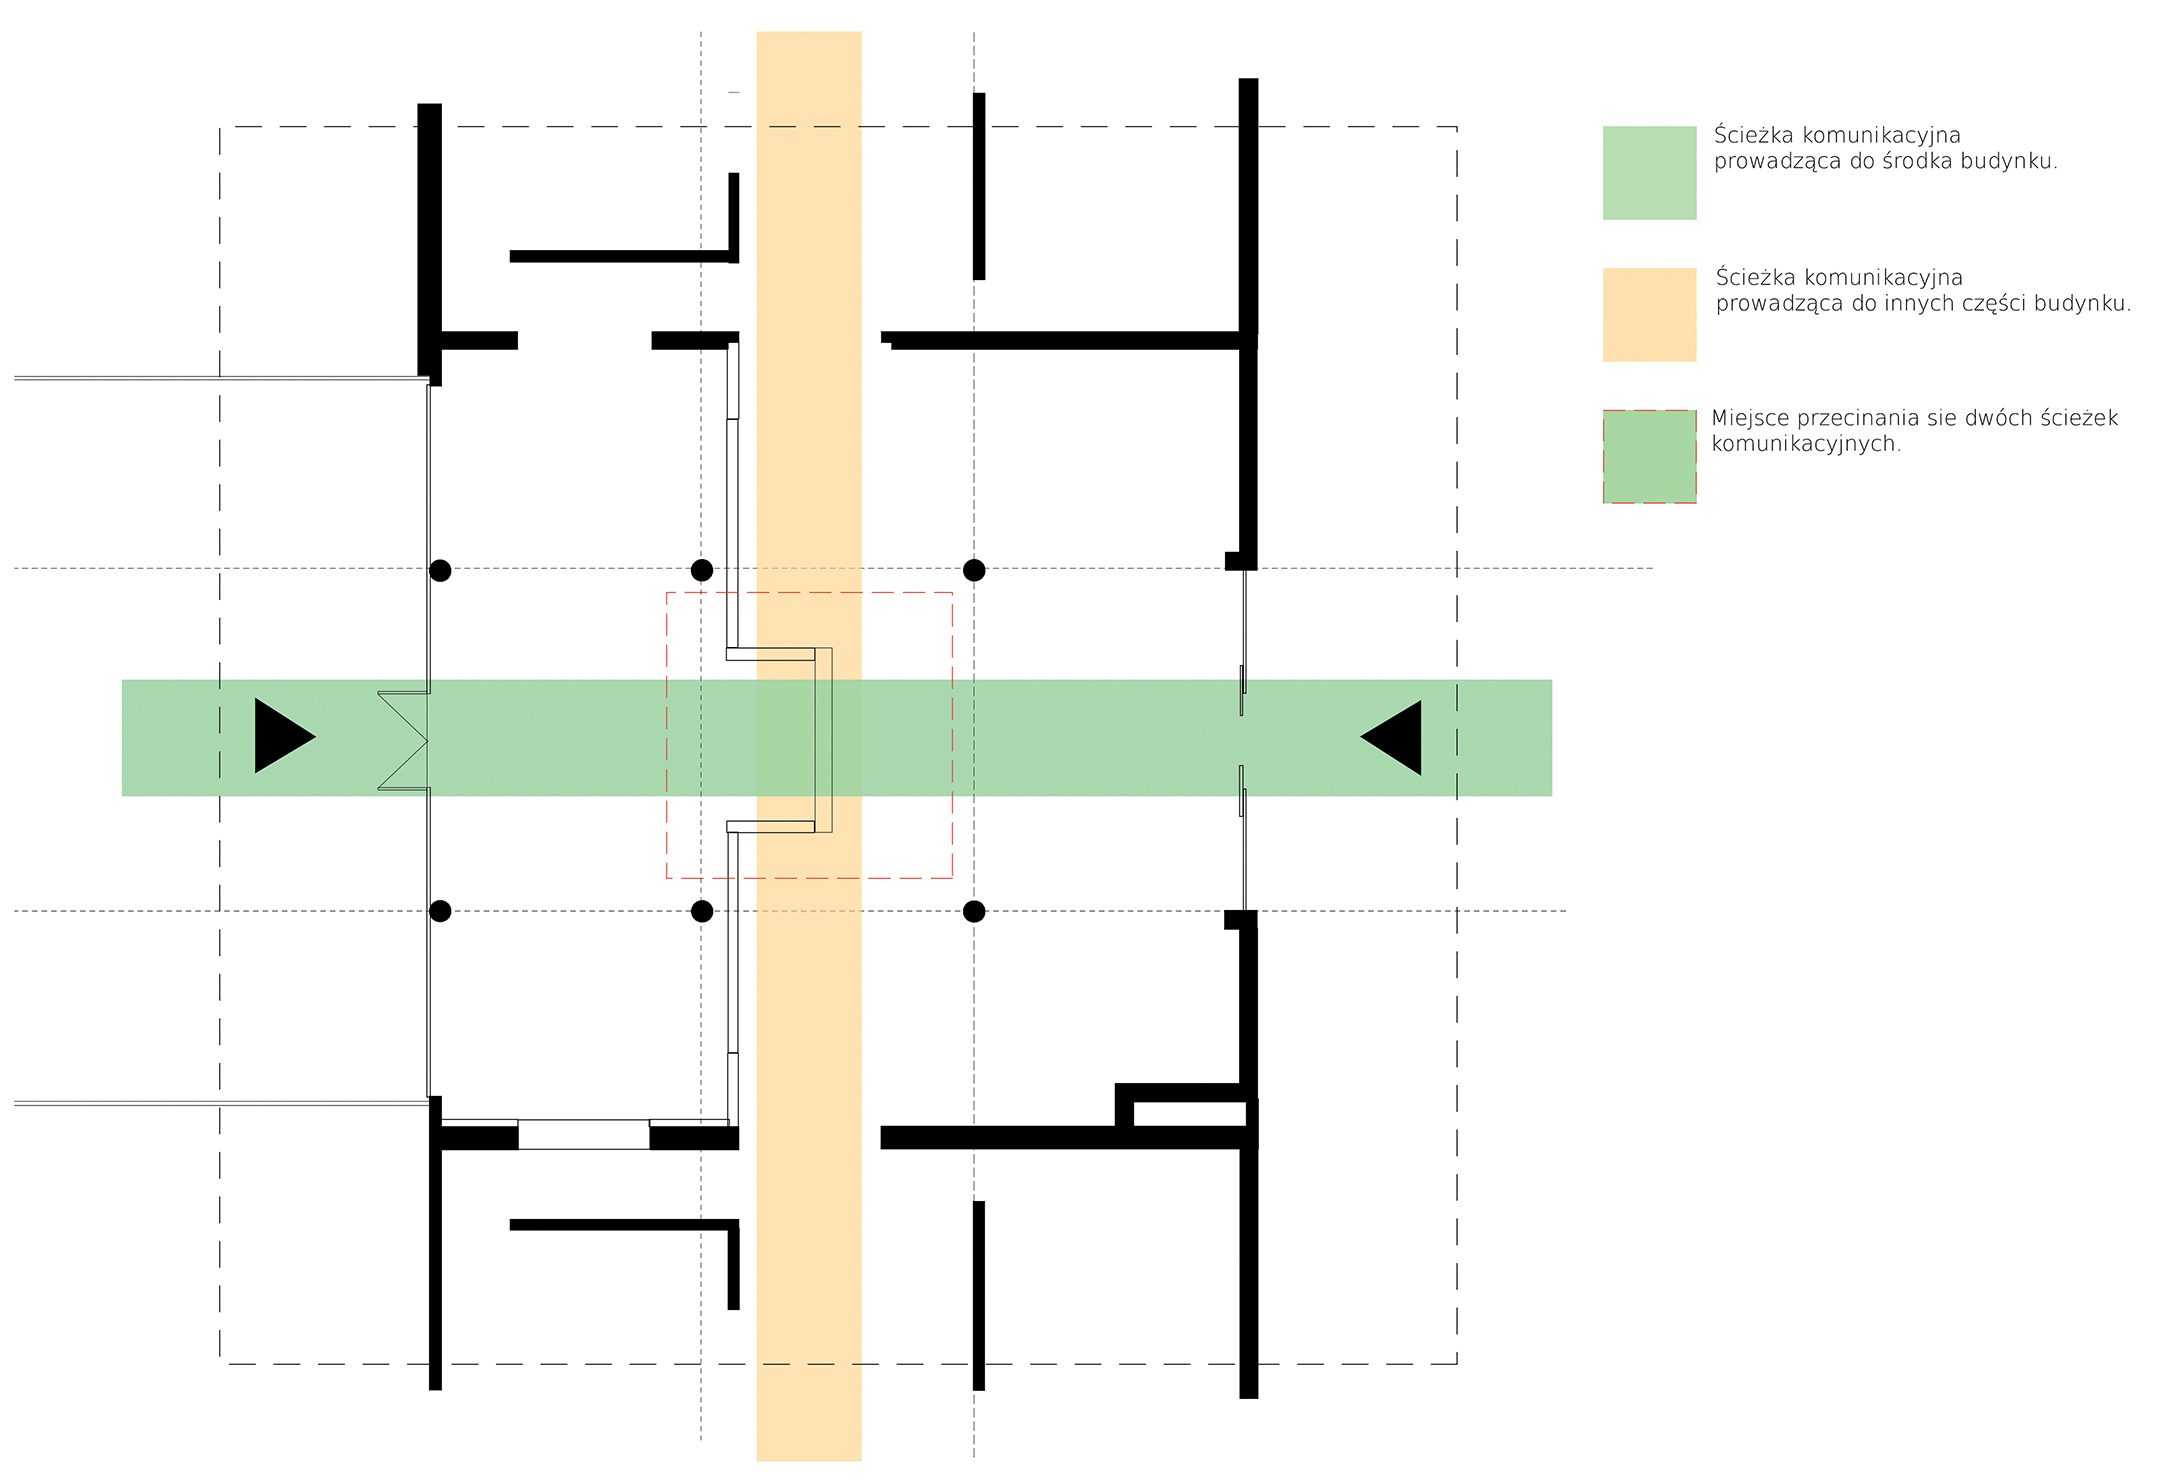 Ścieżka komunikacyjna
prowadząca do środka budynku.
Ścieżka komunikacyjna
prowadząca do innych części budynku.
Miejsce przecinania sie dwóch ścieżek
komunikacyjnych.